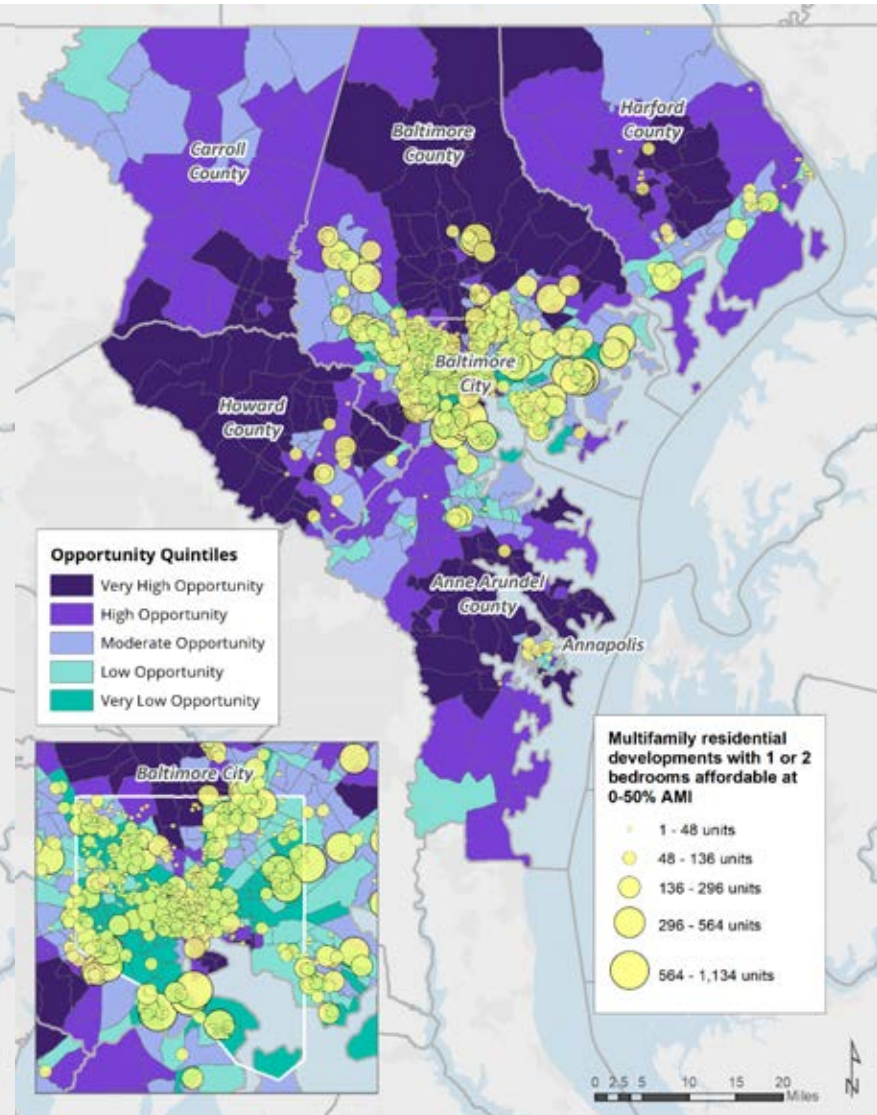 Harford
County
Baltimore
County
Carroll
County
Baltimore
City
Howard
County
Opportunity Quintiles
Very High Opportunity
High Opportunity
Moderate Opportunity
Low Opportunity
Very Low Opportunity
Anne Arundel
County
Annapolis
Multifamily residential
developments with 1 or 2
bedrooms affordable at
0-50% AMI
1 - 48 units
48 - 136 units
136 - 296 units
296 - 564 units
564 - 1,134 units
Baltimore City
N
0 2.5 5 10 15 20
Miles